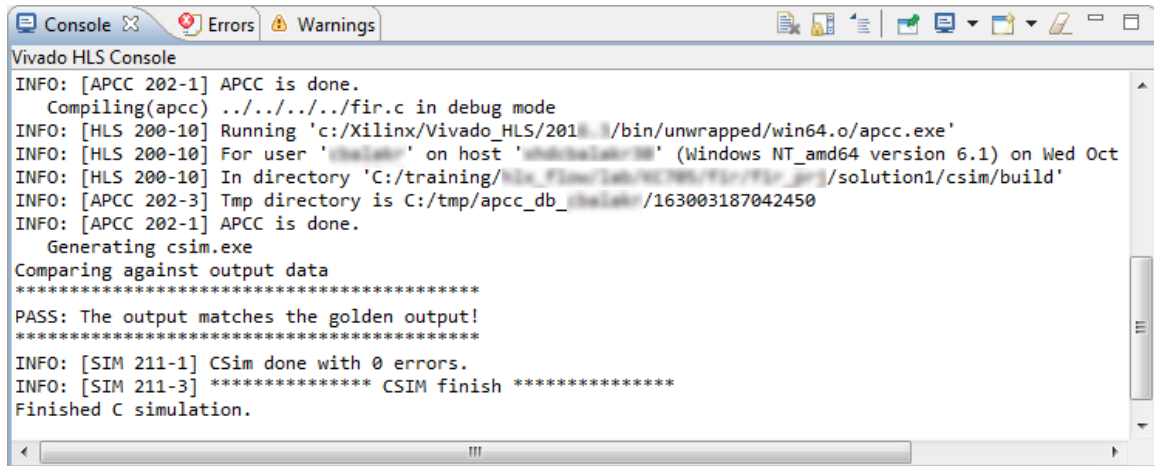 Console Errors Warnings
Vivado HLS Console
INFO: [APCC 202-1] APCC is done.
Compiling(apcc) ../../../../fir.c in debug mode
INFO: [HLS 200-10] Running 'c:/Xilinx/Vivado_HLS/201 /bin/unwrapped/win64.o/apcc.exe'
INFO: [HLS 200-10] For user ' ' on host ' ' (Windows NT_amd64 version 6.1) on Wed Oct
INFO: [HLS 200-10] In directory 'C:/training/ /solution1/csim/build'
INFO: [APCC 202-3] Tmp directory is C:/tmp/apcc_db_ /163003187042450
INFO: [APCC 202-1] APCC is done.
Generating csim.exe
Comparing against output data
*******************************************
PASS: The output matches the golden output!
*******************************************
INFO: [SIM 211-1] CSim done with 0 errors.
INFO: [SIM 211-3] *************** CSIM finish ***************
Finished C simulation.